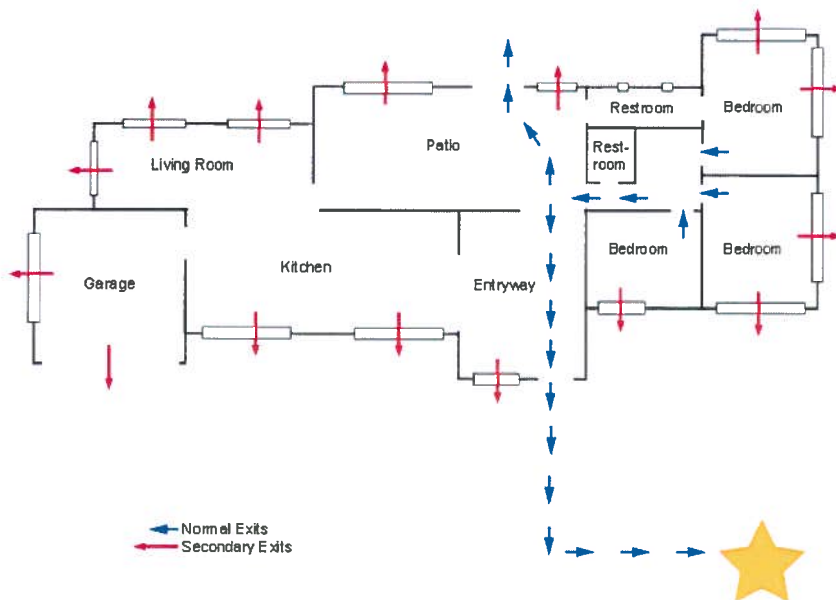 Restroom
Bedroom
Patio
Rest-
room
Living Room
Kitchen
Garage
Entryway
Bedroom
Bedroom
Normal Exits
Secondary Exits